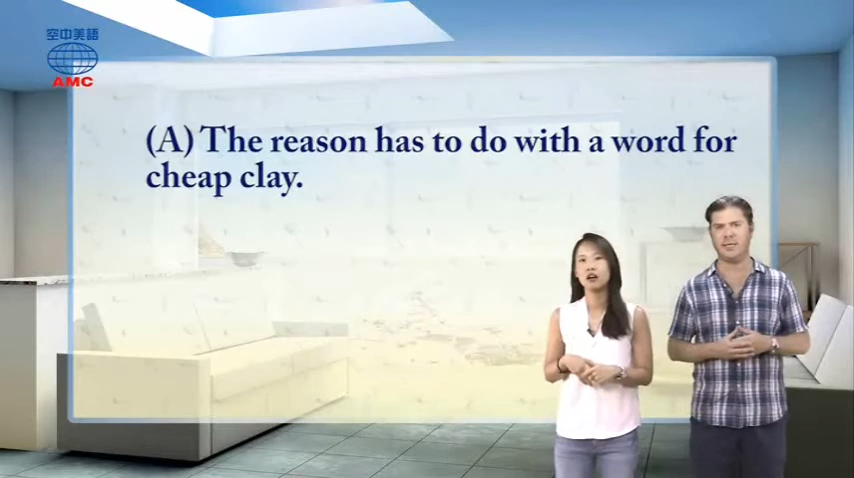 空中美語
AMC
(A) The reason has to do with a word for
cheap clay.